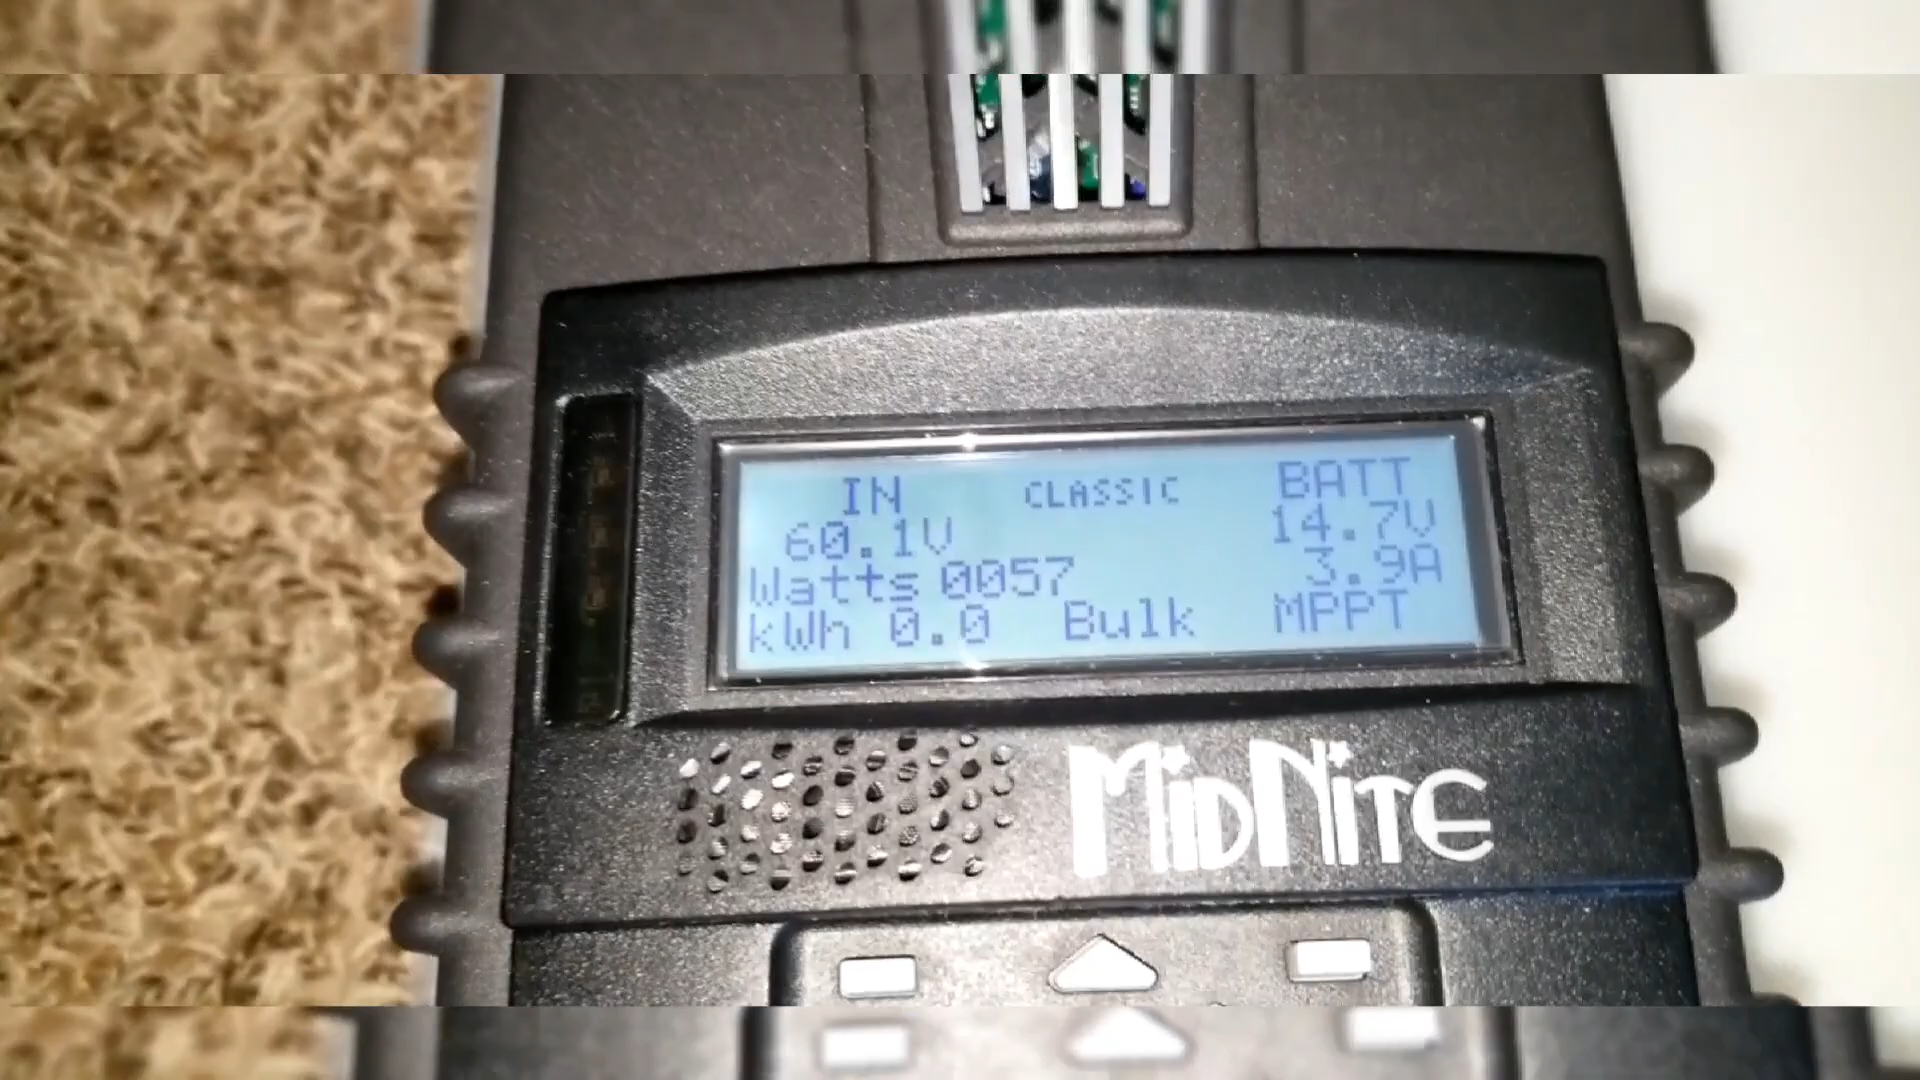 IN CLASSIC BATT
60.1V 14.7V
Watts 0057 3.9A
kWh 0.0 Bulk MPPT
MIDNITE